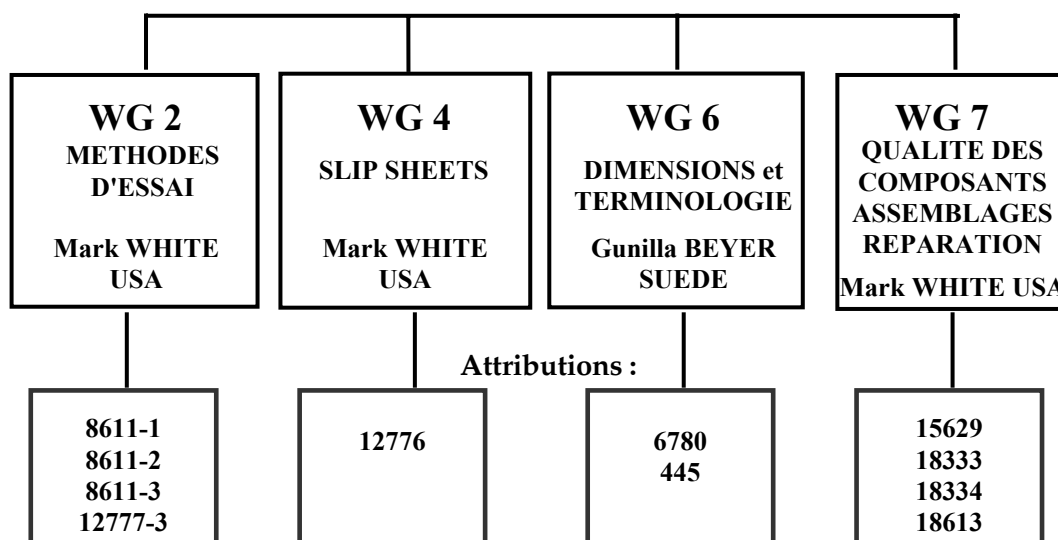 WG 2
METHODES
D'ESSAI
Mark WHITE
USA
WG 4
SLIP SHEETS
Mark WHITE
USA
WG 6
DIMENSIONS et
TERMINOLOGIE
Gunilla BEYER
SUEDE
WG 7
QUALITE DES
COMPOSANTS
ASSEMBLAGES
REPARATION
Mark WHITE USA
Attributions :
8611-1
8611-2
8611-3
12777-3
12776
6780
445
15629
18333
18334
18613